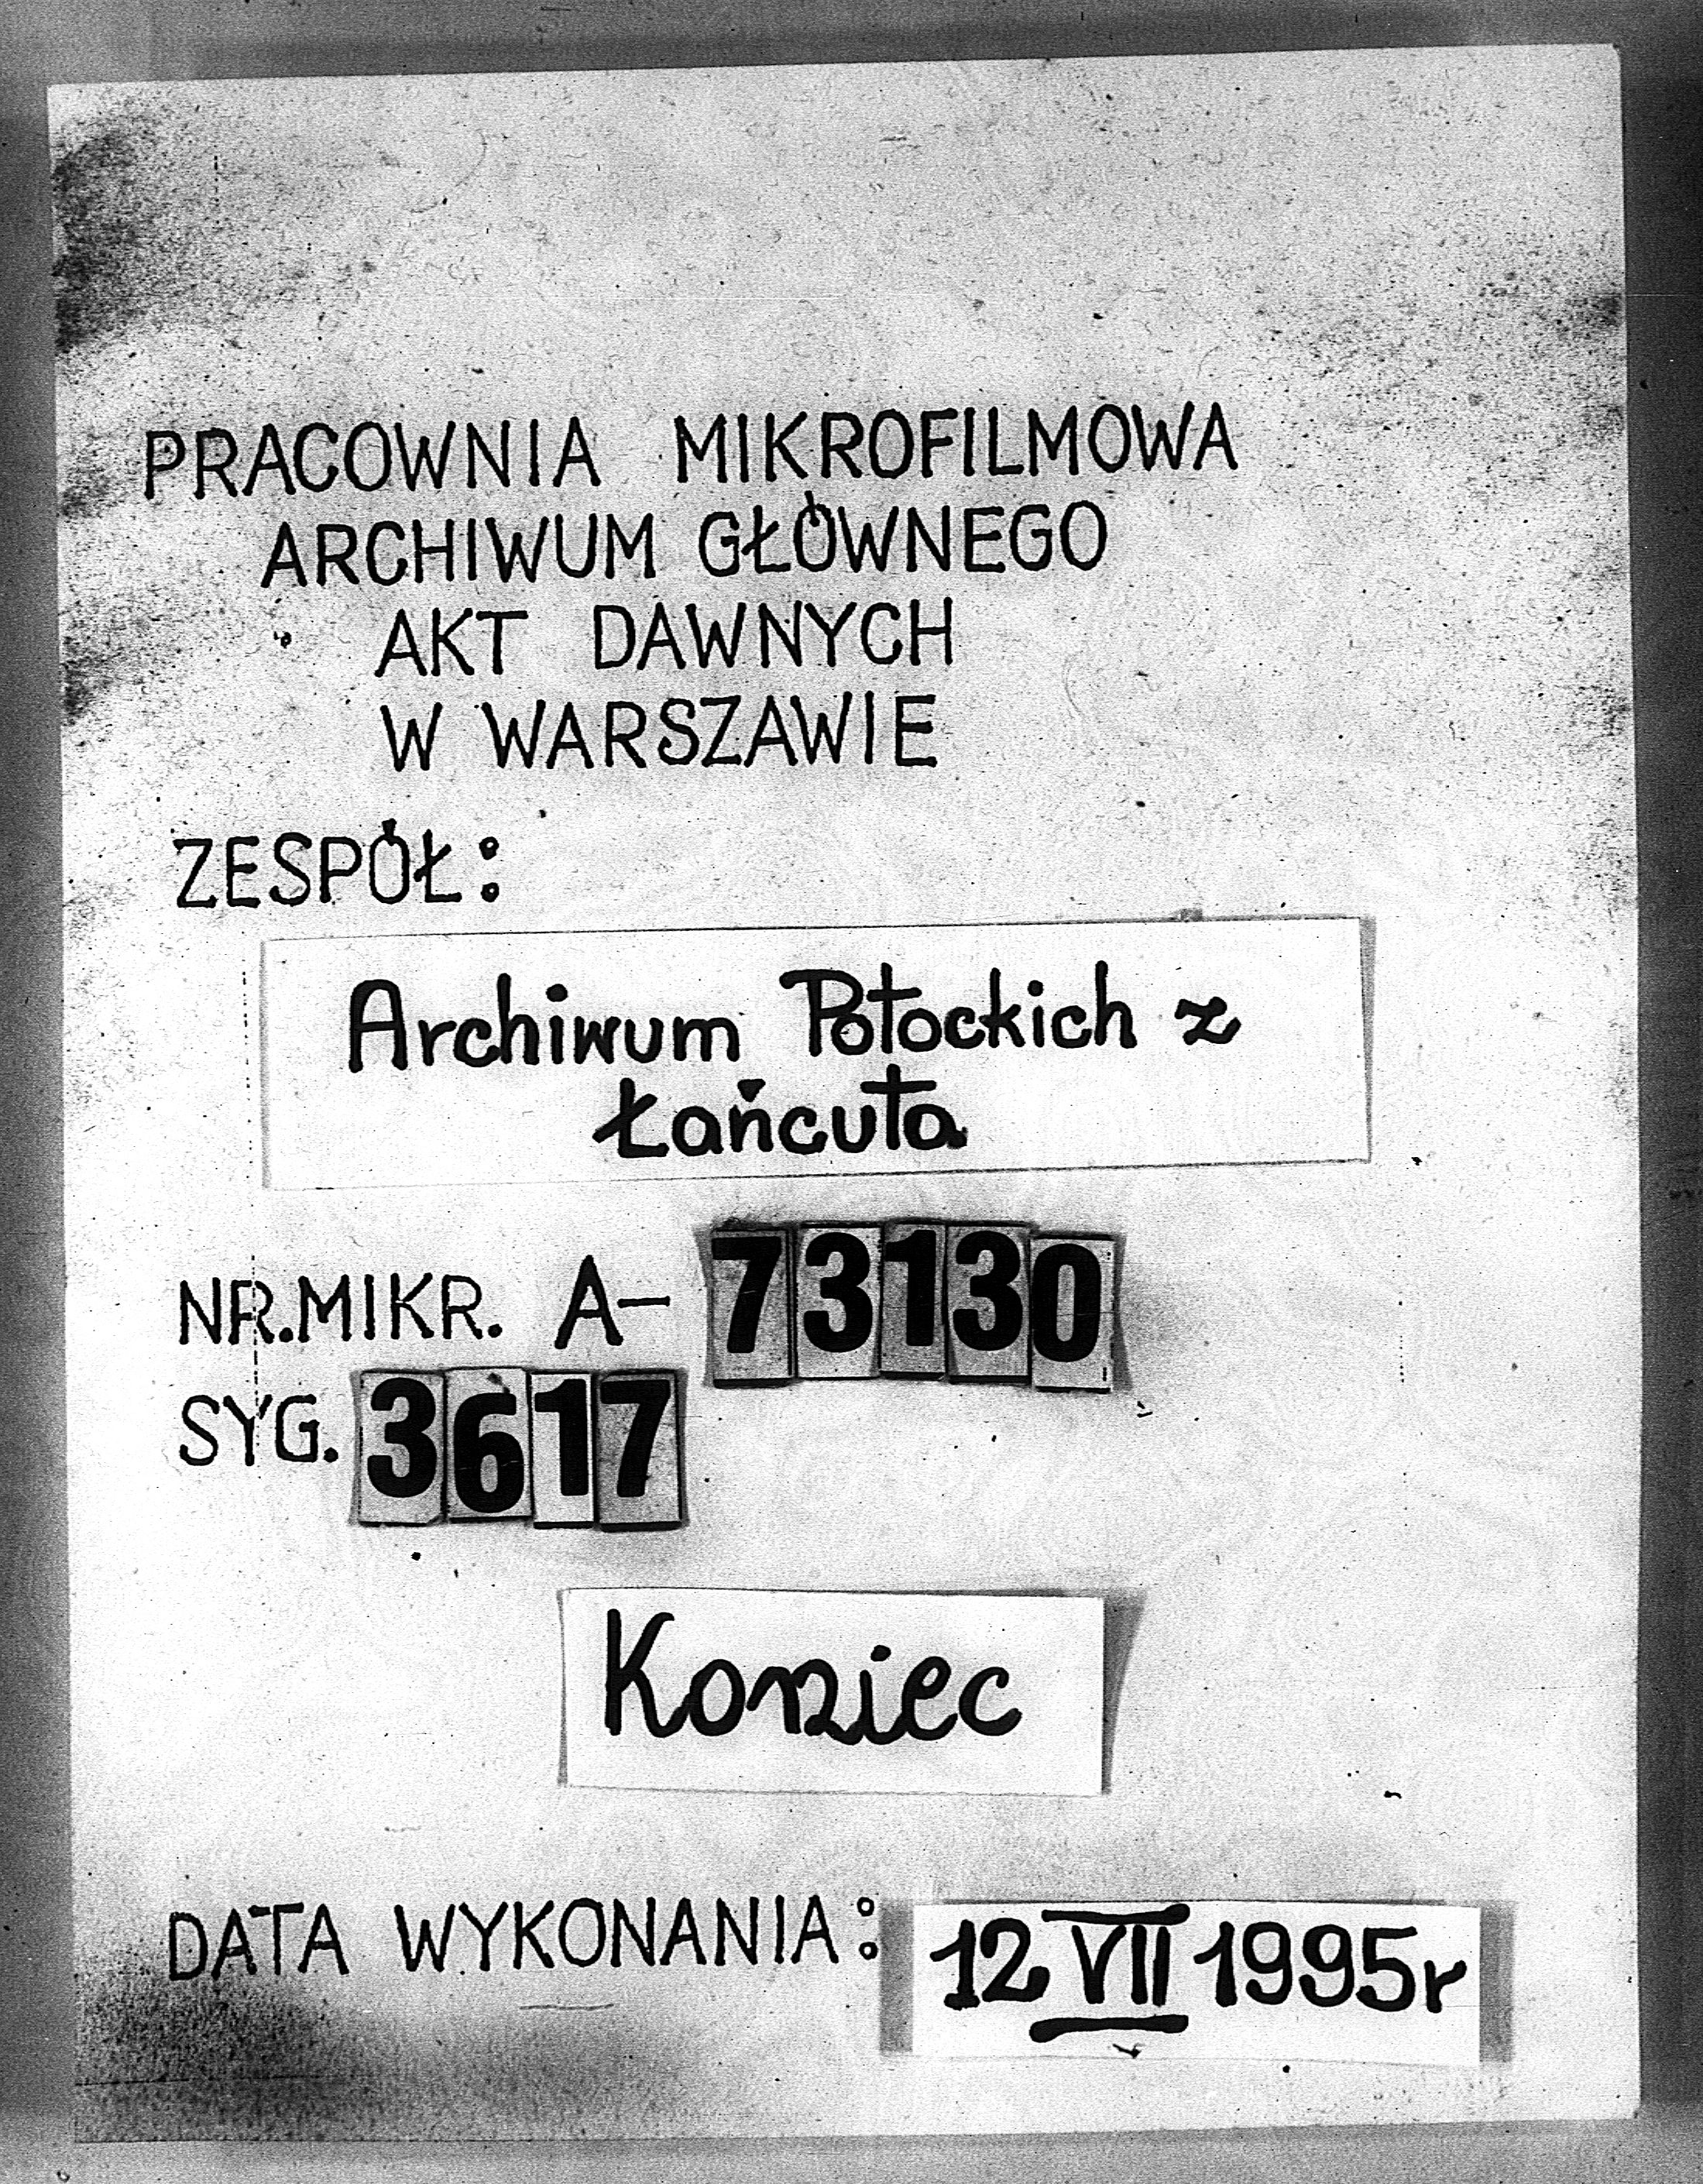 PRACOWNIA MIKROFILMOWA
ARCHIWUM GŁÓWNEGO
AKT DAWNYCH
W WARSZAWIE
ZESPÓŁ:
Archiwum Potockich z
Łańcuta
NR.MIKR. A- 73130
SYG. 3617
Koniec
DATA WYKONANIA: 12 VII 1995r